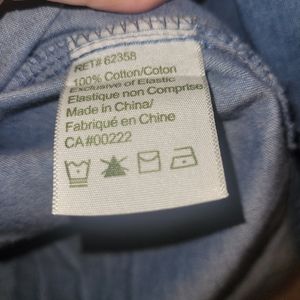 RET# 62358
100% Cotton/Coton
Exclusive of Elastic
Elastique non Comprise
Made in China/
Fabriqué en Chine
CA#00222